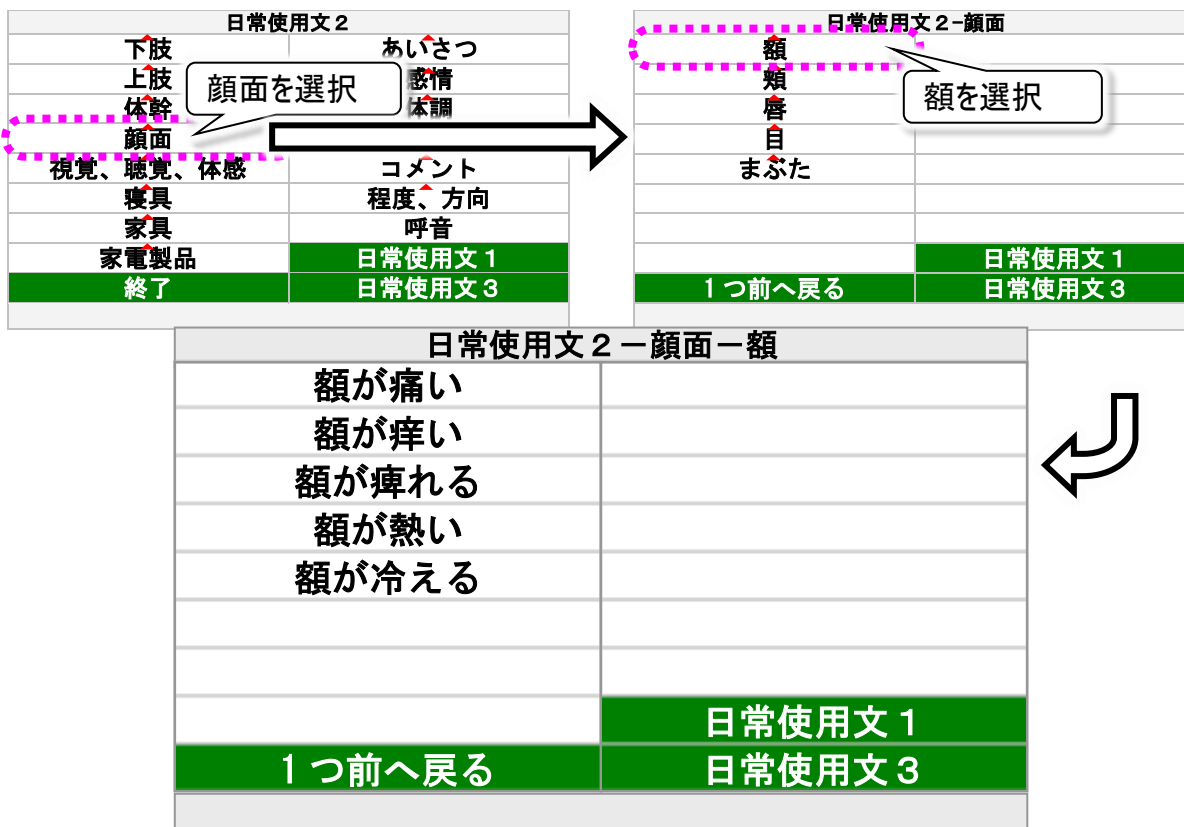 日常使用文２
下肢 あいさつ
上肢 感情
体幹 体調
顔面
視覚、聴覚、体感 コメント
寝具 程度、方向
家具 呼音
家電製品 日常使用文１
終了 日常使用文３
顔面を選択
日常使用文２-顔面
額
頬
唇
目
まぶた
日常使用文１
１つ前へ戻る 日常使用文３
額を選択
日常使用文２－顔面－額
額が痛い
額が痒い
額が痺れる
額が熱い
額が冷える
日常使用文１
１つ前へ戻る 日常使用文３